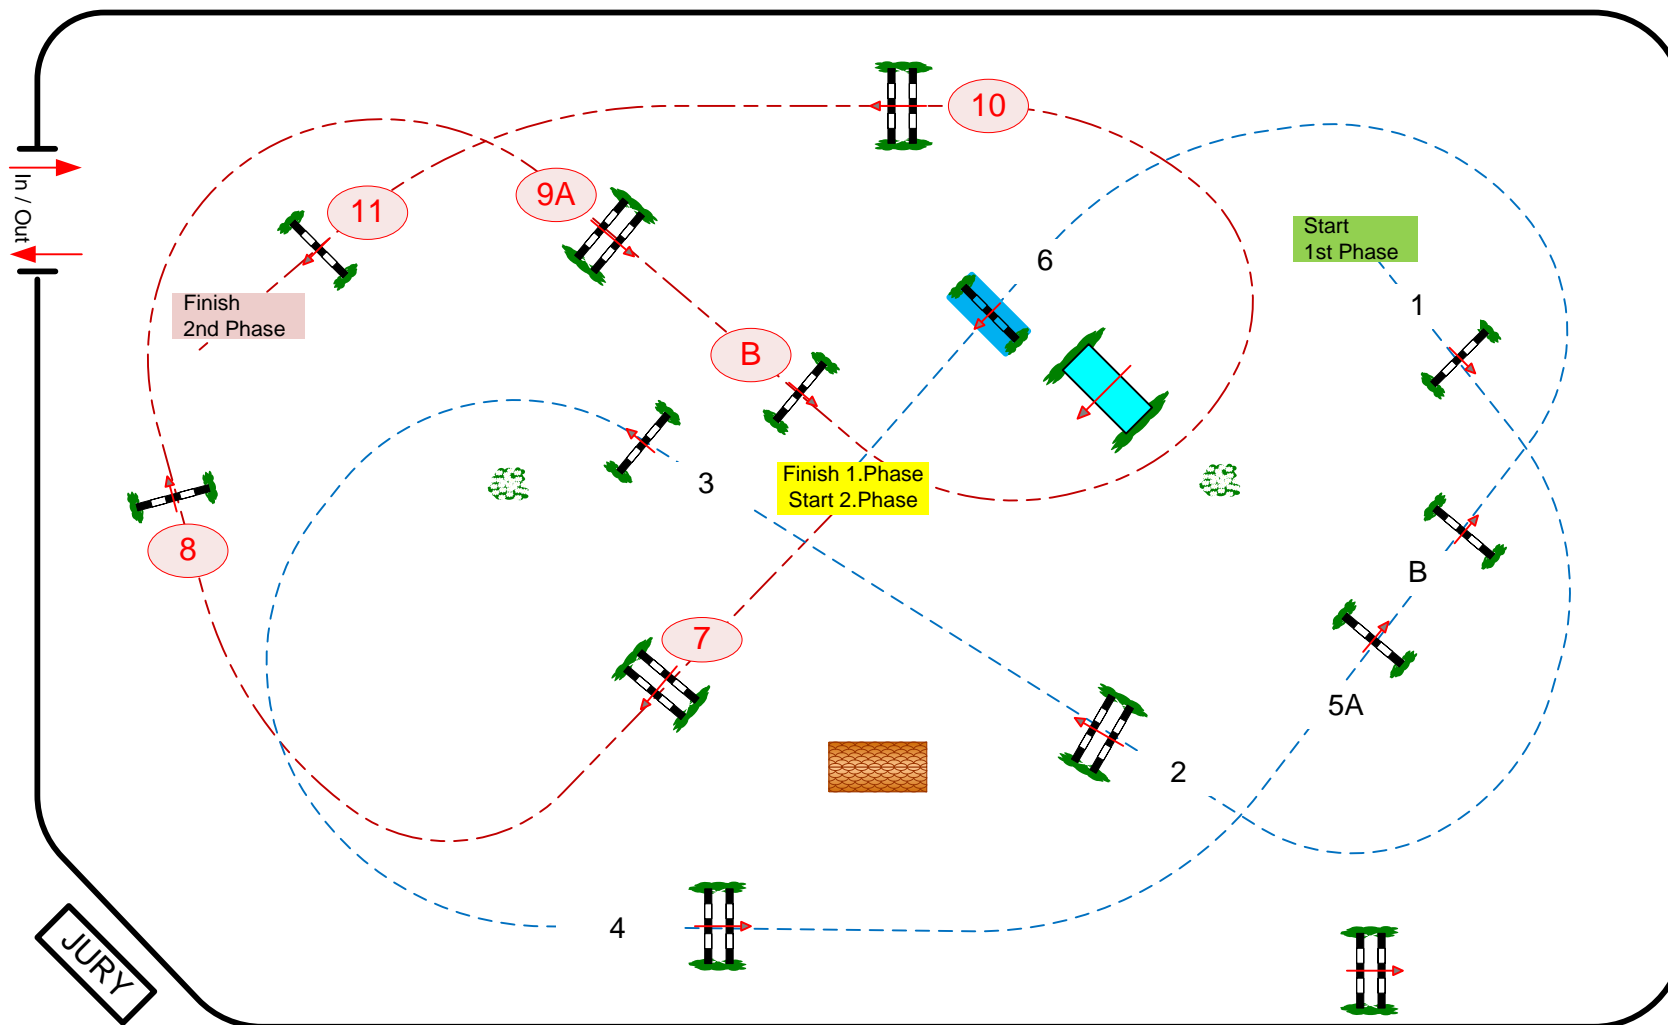 10
9A
11
In / Out
Start
1st Phase
6
1
Finish
2nd Phase
B
3
Finish 1.Phase
Start 2.Phase
8
B
7
5A
2
4
JURY